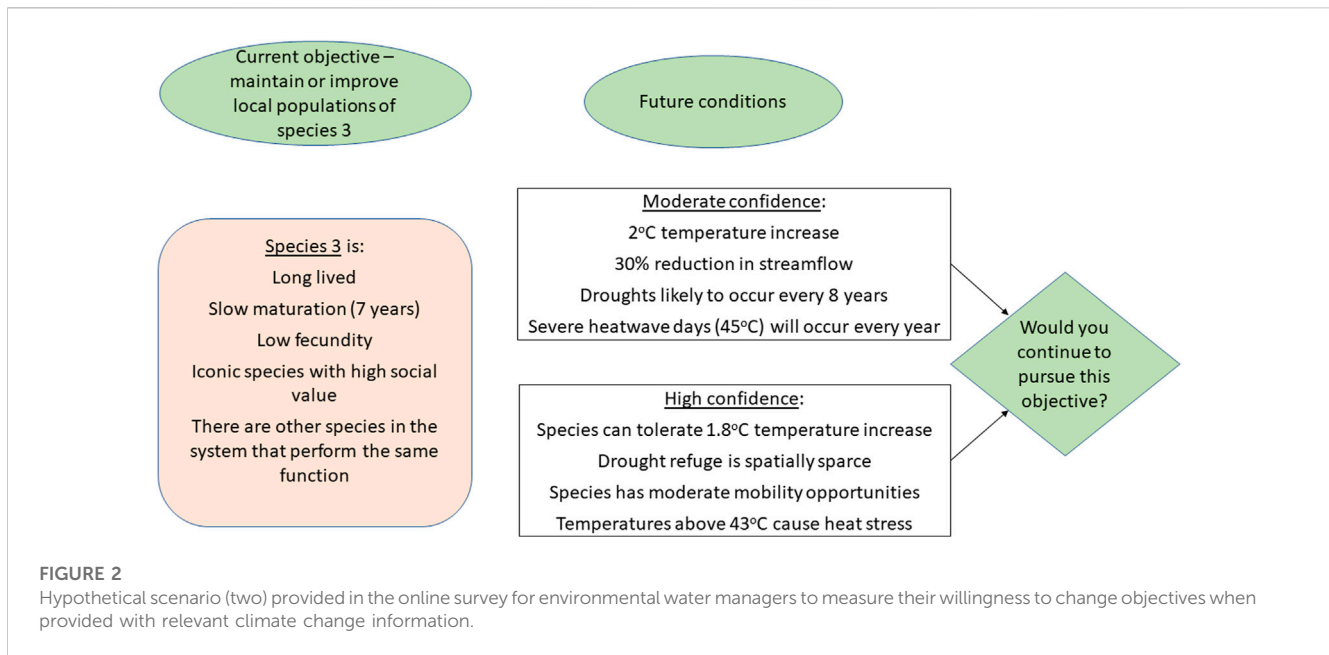 Current objective –
maintain or improve
local populations of
species 3
Future conditions
Species 3 is:
Long lived
Slow maturation (7 years)
Low fecundity
Iconic species with high social
value
There are other species in the
system that perform the same
function
Moderate confidence:
2°C temperature increase
30% reduction in streamflow
Droughts likely to occur every 8 years
Severe heatwave days (45°C) will occur every year
High confidence:
Species can tolerate 1.8°C temperature increase
Drought refuge is spatially sparce
Species has moderate mobility opportunities
Temperatures above 43°C cause heat stress
Would you
continue to
pursue this
objective?
FIGURE 2
Hypothetical scenario (two) provided in the online survey for environmental water managers to measure their willingness to change objectives when
provided with relevant climate change information.